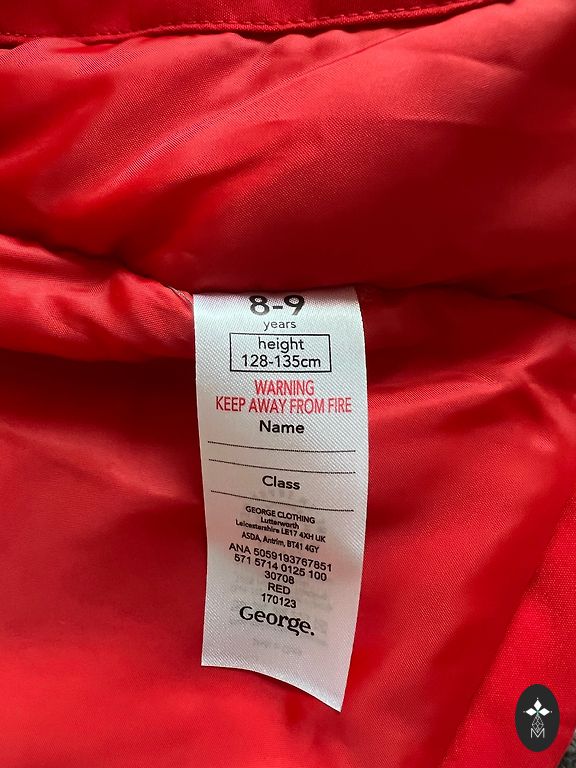 8-9
years
height
128-135cm
WARNING
KEEP AWAY FROM FIRE
Name
Class
GEORGE CLOTHING
Lutterworth
Leicestershire LE17 4XH UK
ASDA, Antrim, BT41 4GY
ANA 5059193767851
571 5714 0125 100
30708
RED
170123
George.
M